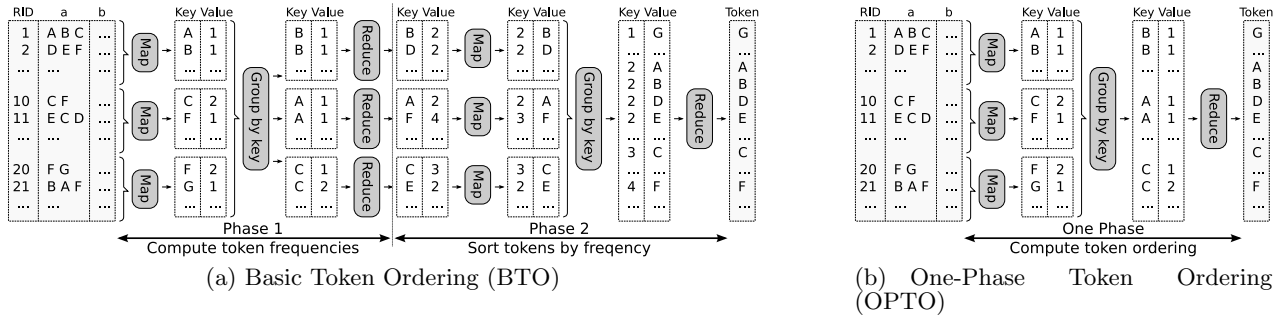 RID a b Key Value Key Value Key Value Key Value Key Value Token
1 A B C ... A 1 B 1 B 2 2 B 1 G G
2 D E F ... B 1 B 1 D 2 2 D ... ...
... ... ... ... ... ... ... ... ... 2 A A
2 B B
10 C F ... C 2 A 1 A 2 2 A 2 D D
11 E C D ... F 1 A 1 F 4 3 F 2 E E
... ... ... ... ... ... ... ... ... ... ...
3 C C
20 F G ... F 2 C 1 C 3 3 C ... ...
21 B A F ... G 1 C 2 E 2 2 E 4 F F
... ... ... ... ... ... ... ... ... ... ...
Map Map Map
Group by key
Reduce Reduce Reduce
Map Map Map
Group by key
Reduce
Phase 1
Compute token frequencies
Phase 2
Sort tokens by freqency
(a) Basic Token Ordering (BTO)
RID a b Key Value Key Value Token
1 A B C ... A 1 B 1 G
2 D E F ... B 1 B 1 ...
... ... ... ... ... A
B
10 C F ... C 2 A 1 D
11 E C D ... F 1 A 1 E
... ... ... ... ... ...
C
20 F G ... F 2 C 1 ...
21 B A F ... G 1 C 2 F
... ... ... ... ... ...
Map Map Map
Group by key
Reduce
One Phase
Compute token ordering
(b) One-Phase Token Ordering
(OPTO)